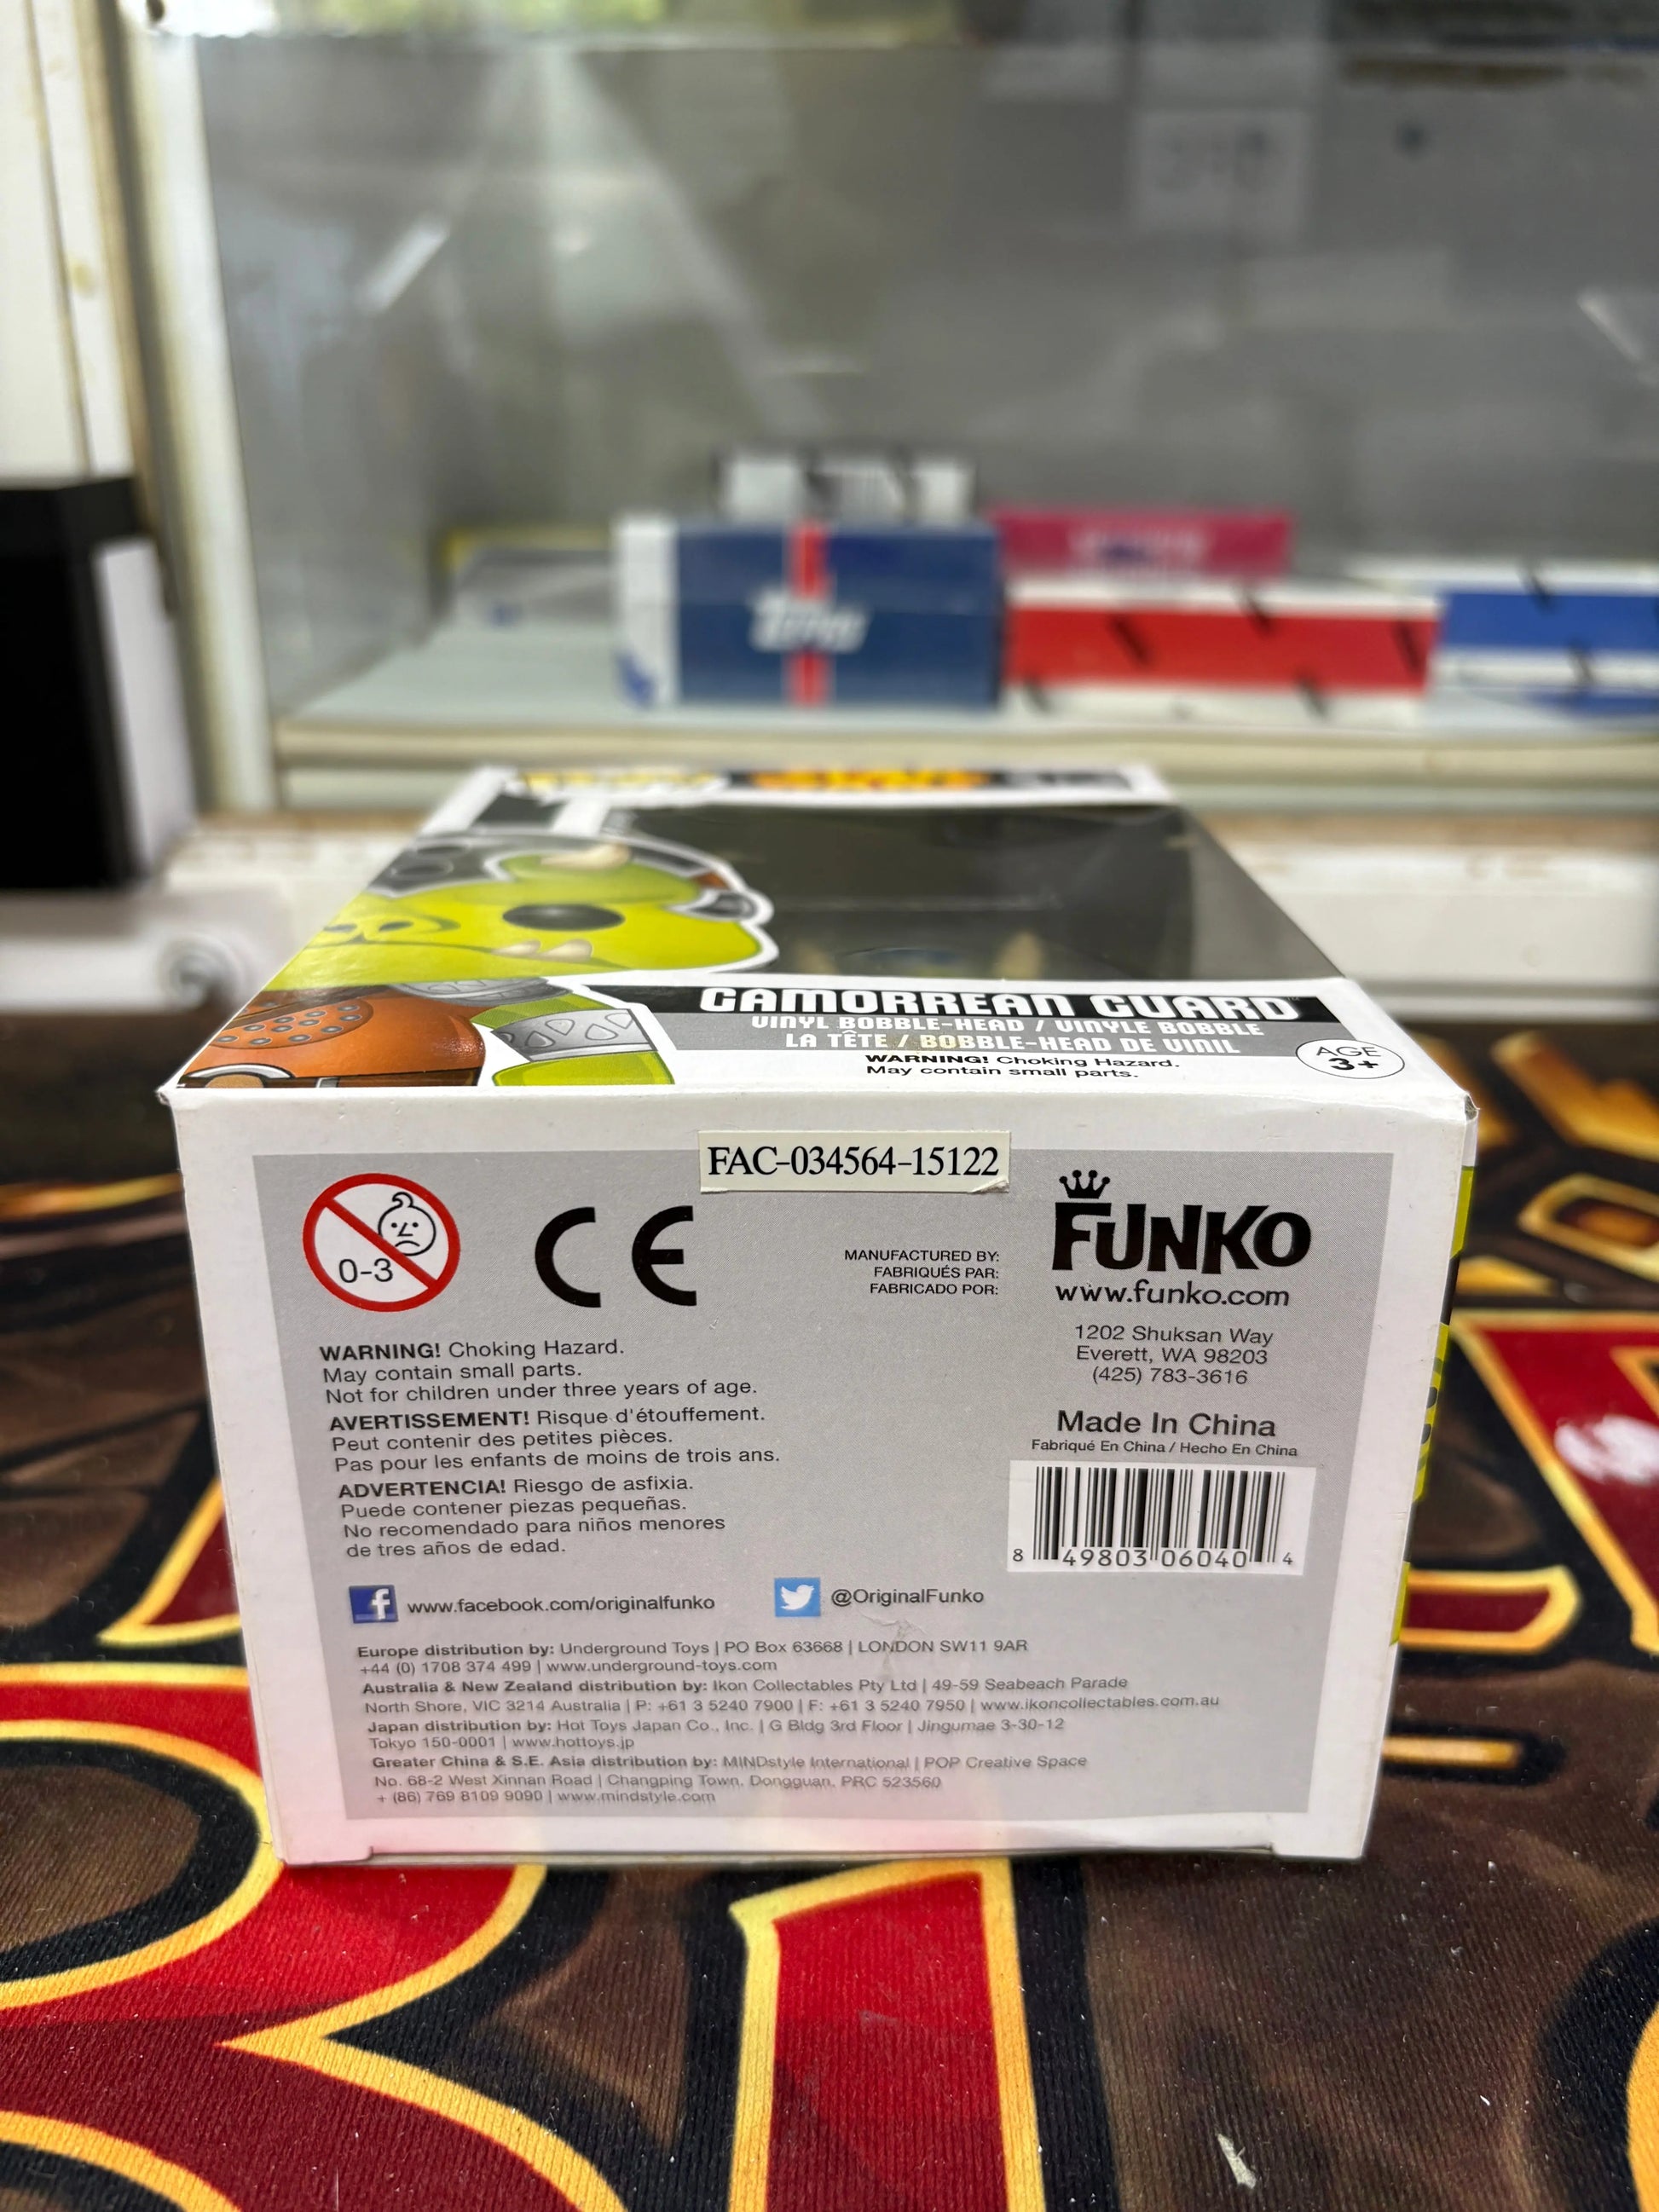 Topps
GAMORREAN GUARD™
VINYL BOBBLE-HEAD / VINYLE BOBBLE
LA TÊTE / BOBBLE-HEAD DE VINIL
WARNING! Choking Hazard.
May contain small parts.
AGE
3+
FAC-034564-15122
0-3
CE
MANUFACTURED BY:
FABRIQUÉS PAR:
FABRICADO POR:
FUNKO
www.funko.com
1202 Shuksan Way
Everett, WA 98203
(425) 783-3616
Made In China
Fabriqué En China / Hecho En China
8 49803 06040 4
WARNING! Choking Hazard.
May contain small parts.
Not for children under three years of age.
AVERTISSEMENT! Risque d'étouffement.
Peut contenir des petites pièces.
Pas pour les enfants de moins de trois ans.
ADVERTENCIA! Riesgo de asfixia.
Puede contener piezas pequeñas.
No recomendado para niños menores
de tres años de edad.
f www.facebook.com/originalfunko
@OriginalFunko
Europe distribution by: Underground Toys | PO Box 63668 | LONDON SW11 9AR
+44 (0) 1708 374 499 | www.underground-toys.com
Australia & New Zealand distribution by: Ikon Collectables Pty Ltd | 49-59 Seabeach Parade
North Shore, VIC 3214 Australia | P: +61 3 5240 7900 | F: +61 3 5240 7950 | www.ikoncollectables.com.au
Japan distribution by: Hot Toys Japan Co., Inc. | G Bldg 3rd Floor | Jingumae 3-30-12
Tokyo 150-0001 | www.hottoys.jp
Greater China & S.E. Asia distribution by: MINDstyle International | POP Creative Space
No. 68-2 West Xinnan Road | Changping Town, Dongguan, PRC 523560
+ (86) 769 8109 9090 | www.mindstyle.com